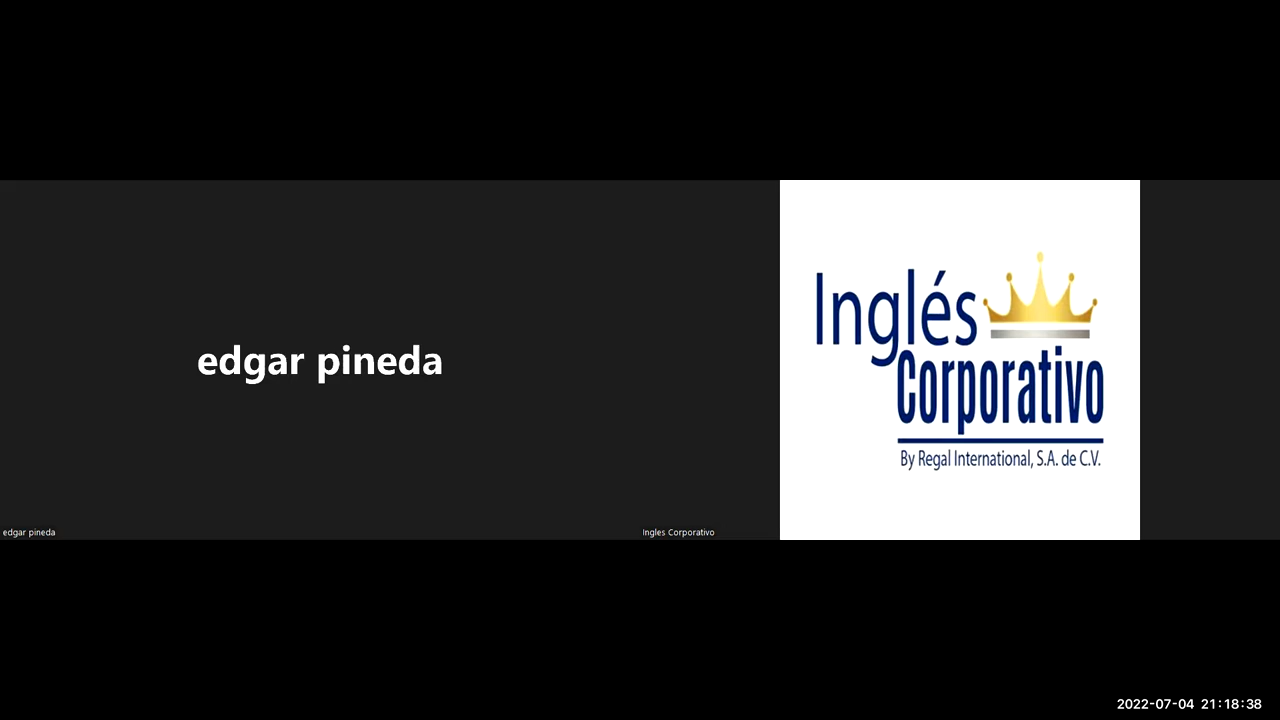 edgar pineda
edgar pineda
Inglés
Corporativo
By Regal International, S.A. de C.V.
Ingles Corporativo
2022-07-04 21:18:38